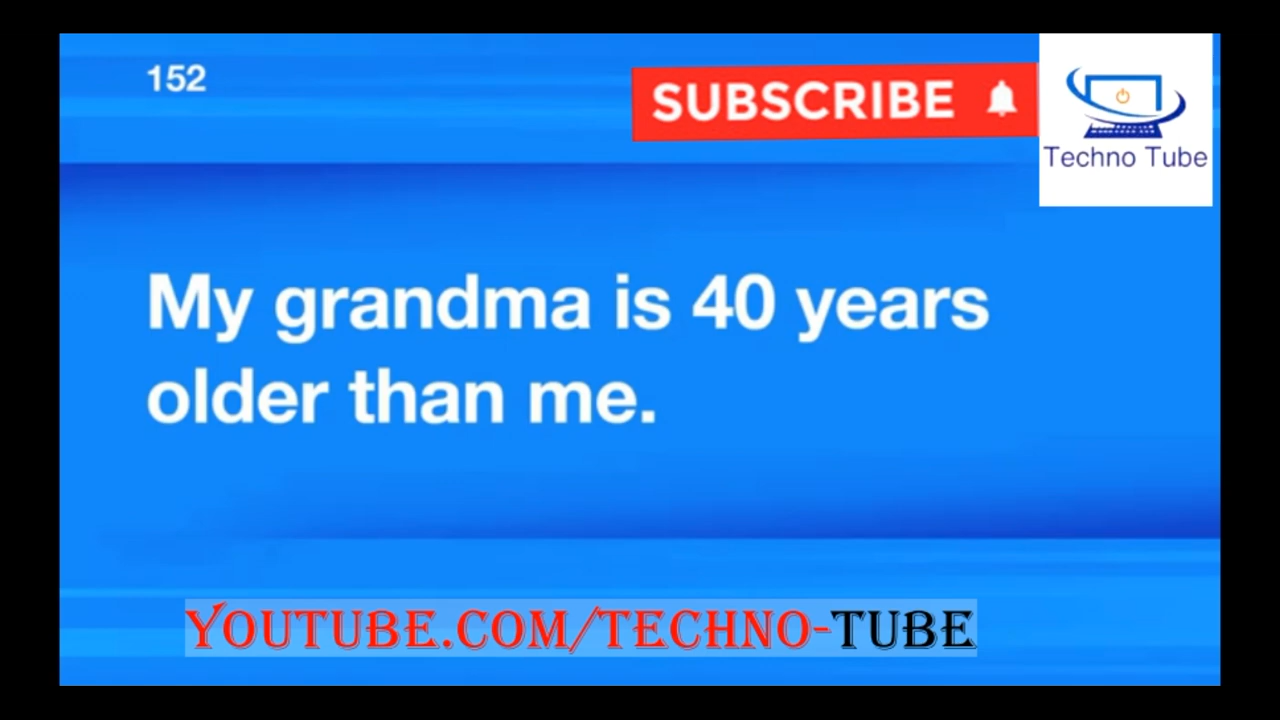 152
SUBSCRIBE
Techno Tube
My grandma is 40 years
older than me.
YOUTUBE.COM/TECHNO-TUBE